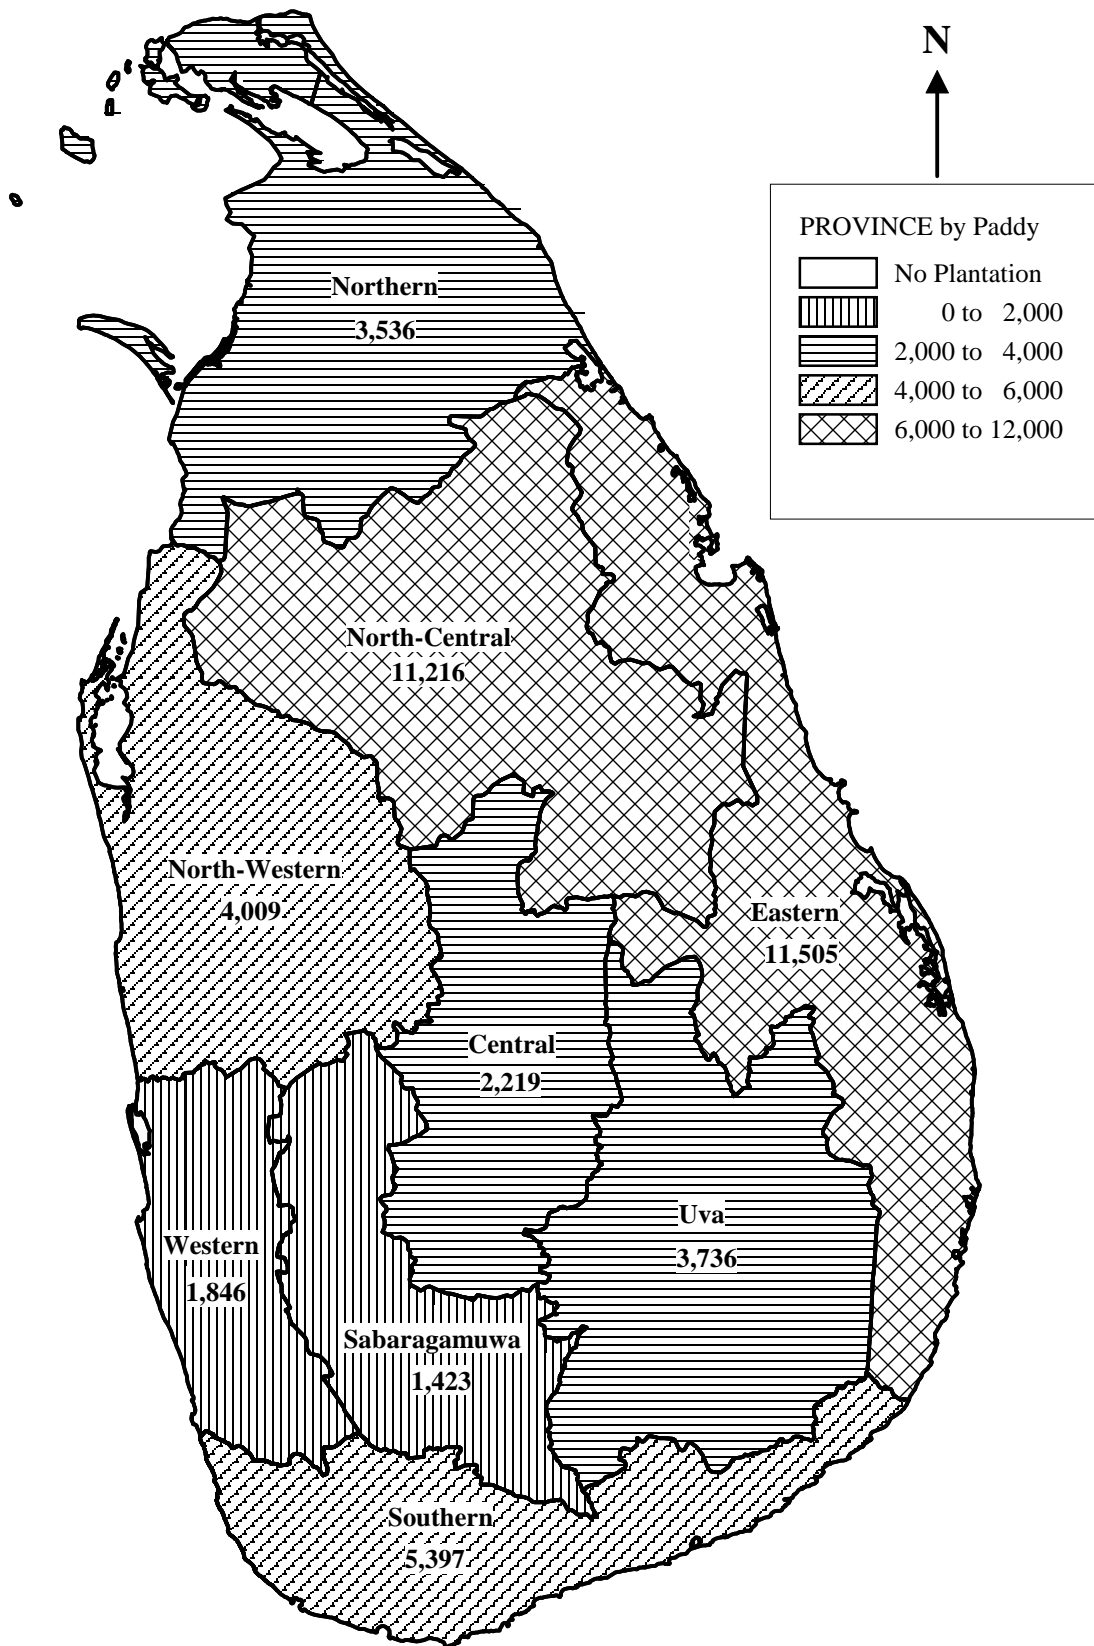 N
PROVINCE by Paddy
No Plantation
0 to 2,000
2,000 to 4,000
4,000 to 6,000
6,000 to 12,000
Northern
3,536
North-Central
11,216
North-Western
4,009
Eastern
11,505
Central
2,219
Uva
3,736
Western
1,846
Sabaragamuwa
1,423
Southern
5,397